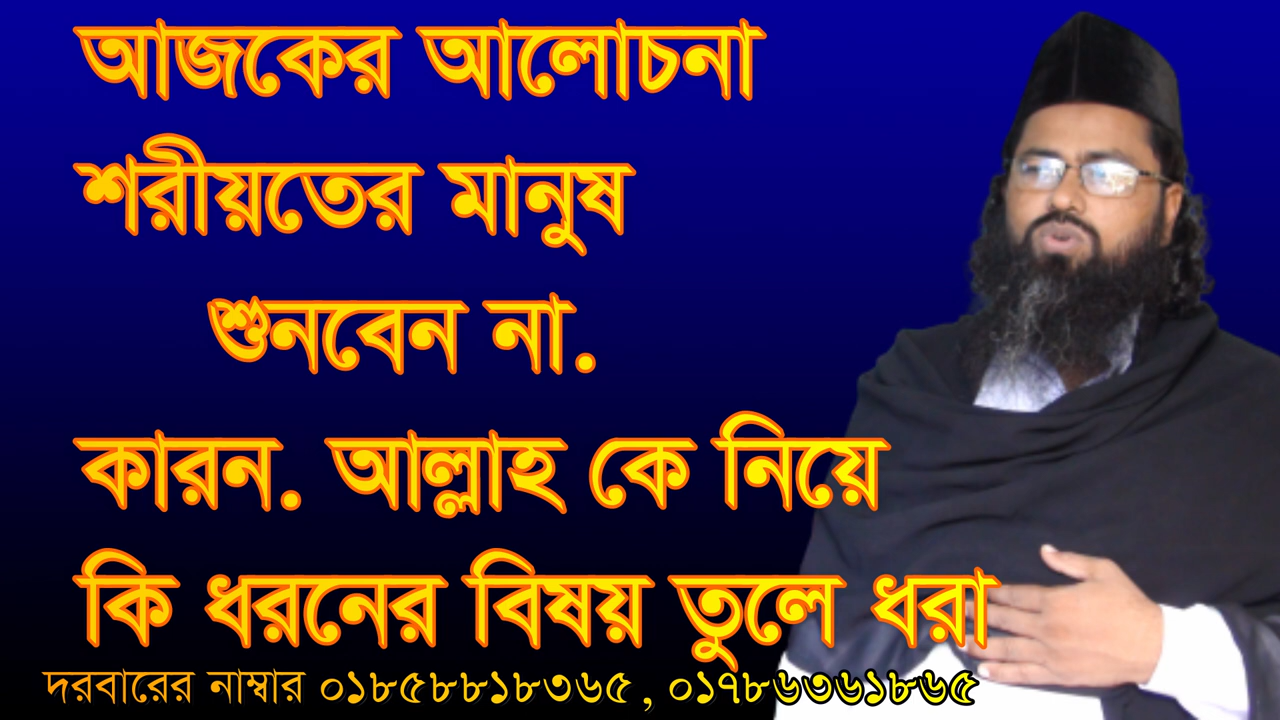 আজকের আলোচনা
শরীয়তের মানুষ
শুনবেন না.
কারন. আল্লাহ কে নিয়ে
কি ধরনের বিষয় তুলে ধরা
দরবারের নাম্বার ০১৮৫৮৮১৮৩৬৫, ০১৭৮৬৩৬১৮৬৫